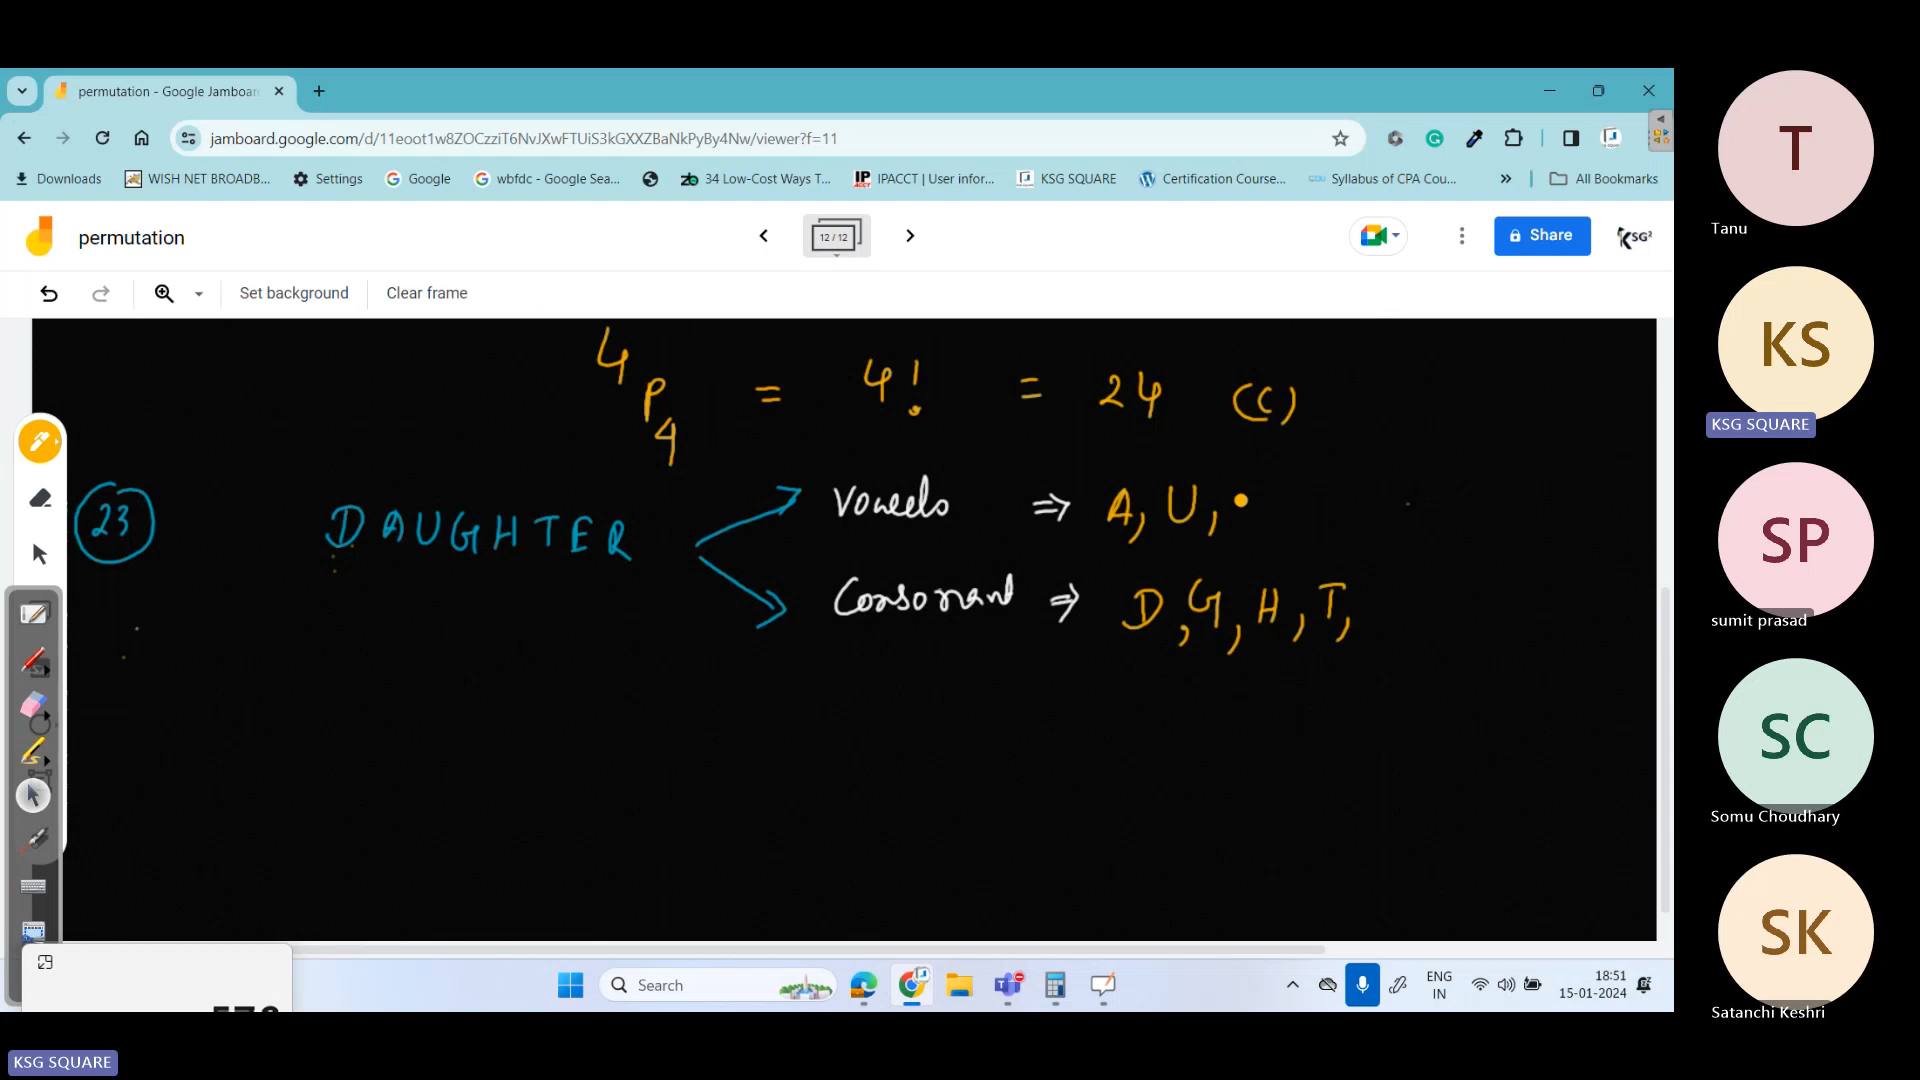 permutation - Google Jamboar
jamboard.google.com/d/11eoot1w8ZOCzziT6NvJXwFTUiS3kGXXZBaNkPyBy4Nw/viewer?f=11
Downloads WISH NET BROADB... Settings Google wbfdc - Google Sea... 34 Low-Cost Ways T... IPACCT | User infor... KSG SQUARE Certification Course... Syllabus of CPA Cou... » All Bookmarks
permutation 12 / 12 Share KSG²
Set background Clear frame
4P4 = 4! = 24 (C)
23 DAUGHTER Vowels ⇒ A, U,
Consonant ⇒ D, G, H, T,
Search ENG IN 18:51 15-01-2024
KSG SQUARE
T
Tanu
KS
KSG SQUARE
SP
sumit prasad
SC
Somu Choudhary
SK
Satanchi Keshri